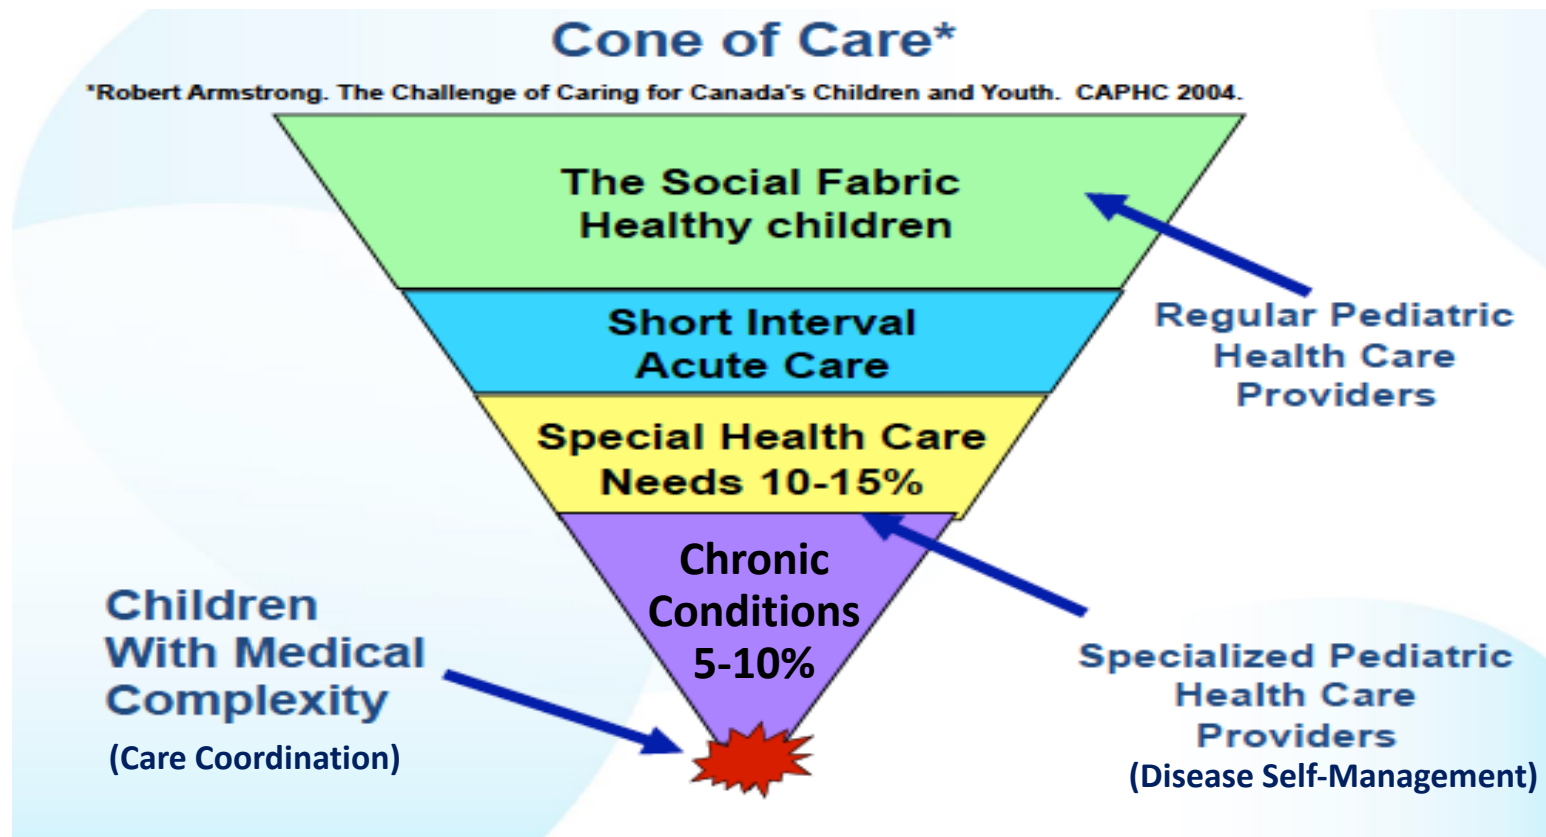 Cone of Care*
*Robert Armstrong. The Challenge of Caring for Canada's Children and Youth.  CAPHC 2004.
The Social Fabric
Healthy children
Short Interval
Acute Care
Regular Pediatric
Health Care
Providers
Special Health Care
Needs 10-15%
Chronic
Conditions
5-10%
Children
With Medical
Complexity
(Care Coordination)
Specialized Pediatric
Health Care
Providers
(Disease Self-Management)